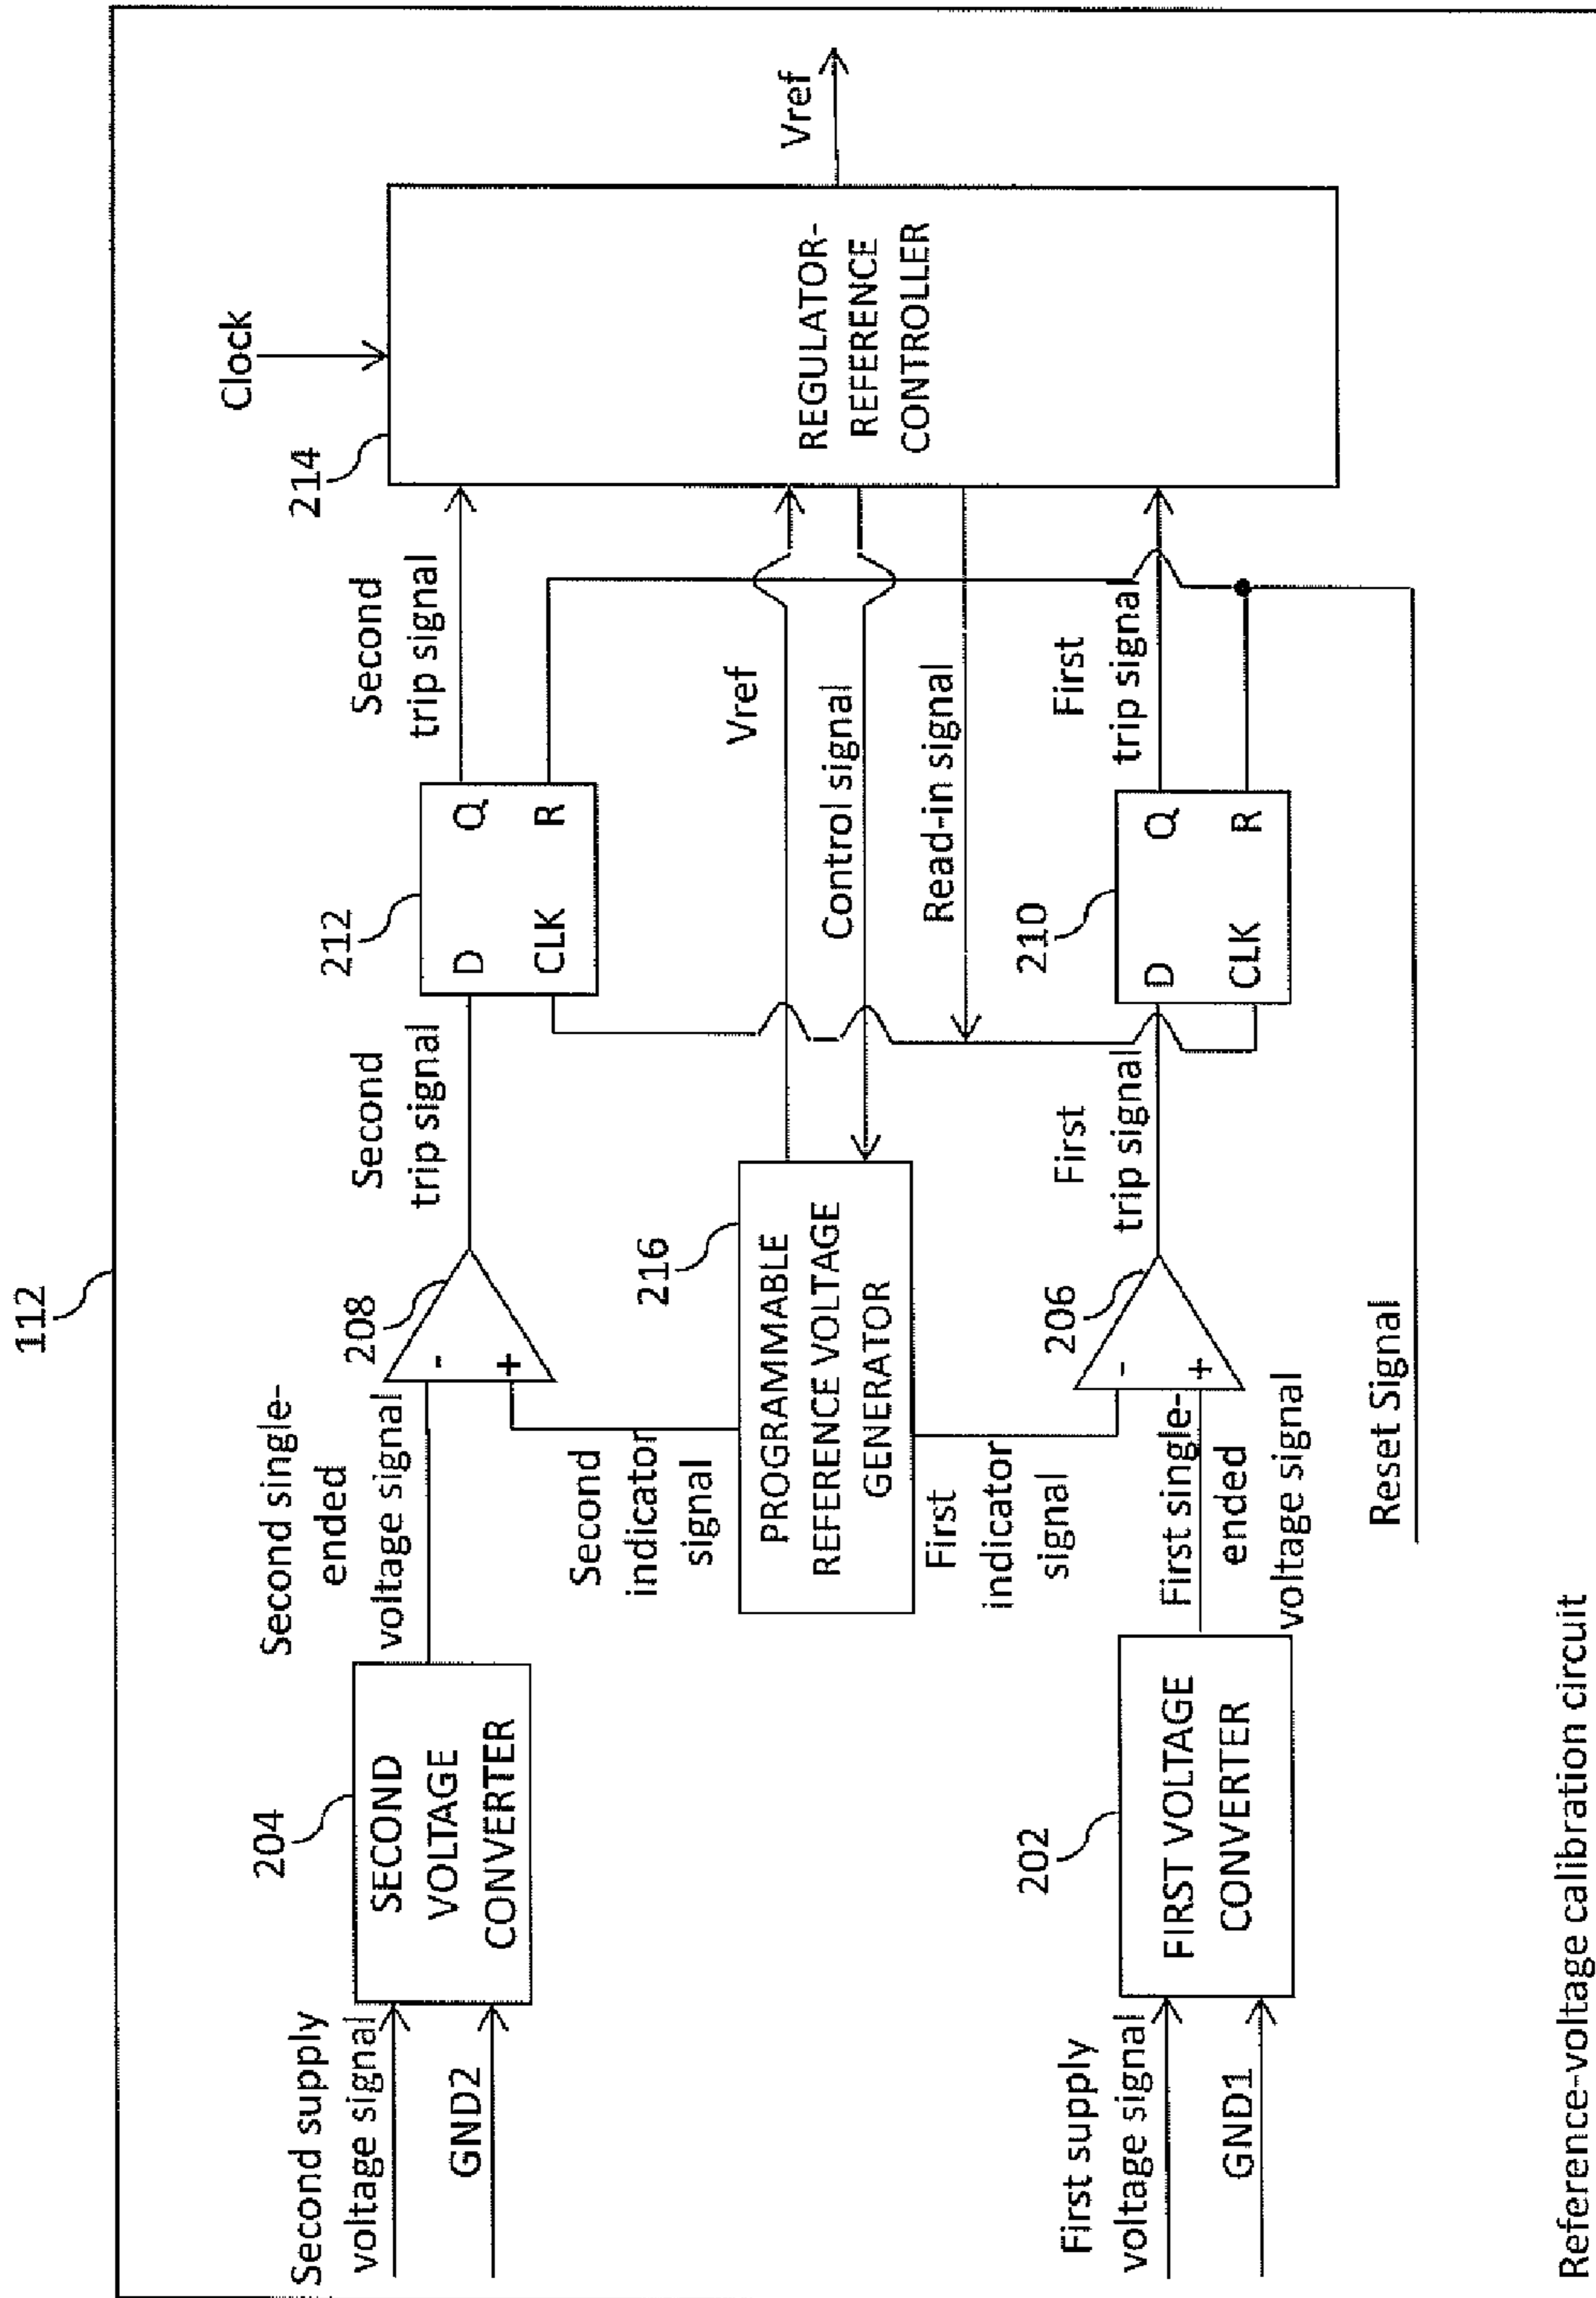 112
Second supply
voltage signal
GND2
204
SECOND
VOLTAGE
CONVERTER
Second single-
ended
voltage signal
208
-
+
Second
trip signal
212
D
Q
CLK
R
Second
trip signal
214
Clock
REGULATOR-
REFERENCE
CONTROLLER
Vref
Second
indicator
signal
216
PROGRAMMABLE
REFERENCE VOLTAGE
GENERATOR
Vref
Control signal
Read-in signal
First
indicator
signal
First supply
voltage signal
GND1
202
FIRST VOLTAGE
CONVERTER
First single-
ended
voltage signal
206
-
+
First
trip signal
210
D
Q
CLK
R
First
trip signal
Reset Signal
Reference-voltage calibration circuit